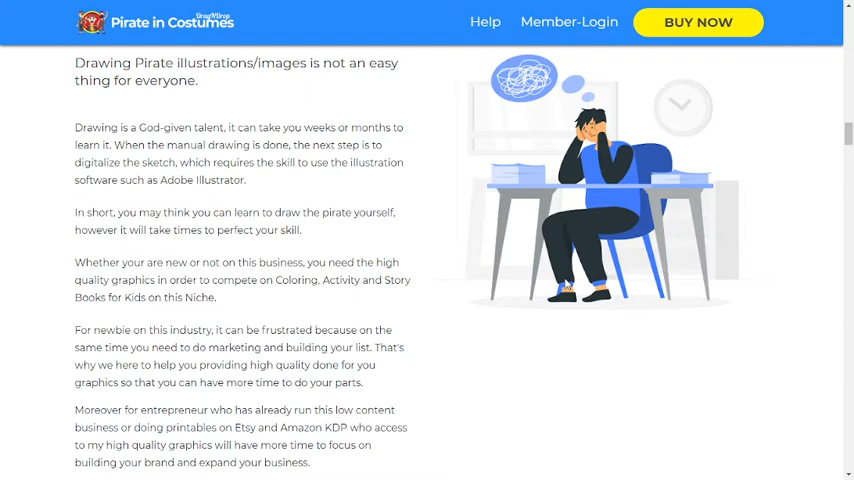 Drag'N'Drop
Pirate in Costumes
Help
Member-Login
BUY NOW
Drawing Pirate illustrations/images is not an easy
thing for everyone.
Drawing is a God-given talent, it can take you weeks or months to
learn it. When the manual drawing is done, the next step is to
digitalize the sketch, which requires the skill to use the illustration
software such as Adobe Illustrator.
In short, you may think you can learn to draw the pirate yourself,
however it will take times to perfect your skill.
Whether your are new or not on this business, you need the high
quality graphics in order to compete on Coloring, Activity and Story
Books for Kids on this Niche.
For newbie on this industry, it can be frustrated because on the
same time you need to do marketing and building your list. That's
why we here to help you providing high quality done for you
graphics so that you can have more time to do your parts.
Moreover for entrepreneur who has already run this low content
business or doing printables on Etsy and Amazon KDP who access
to my high quality graphics will have more time to focus on
building your brand and expand your business.